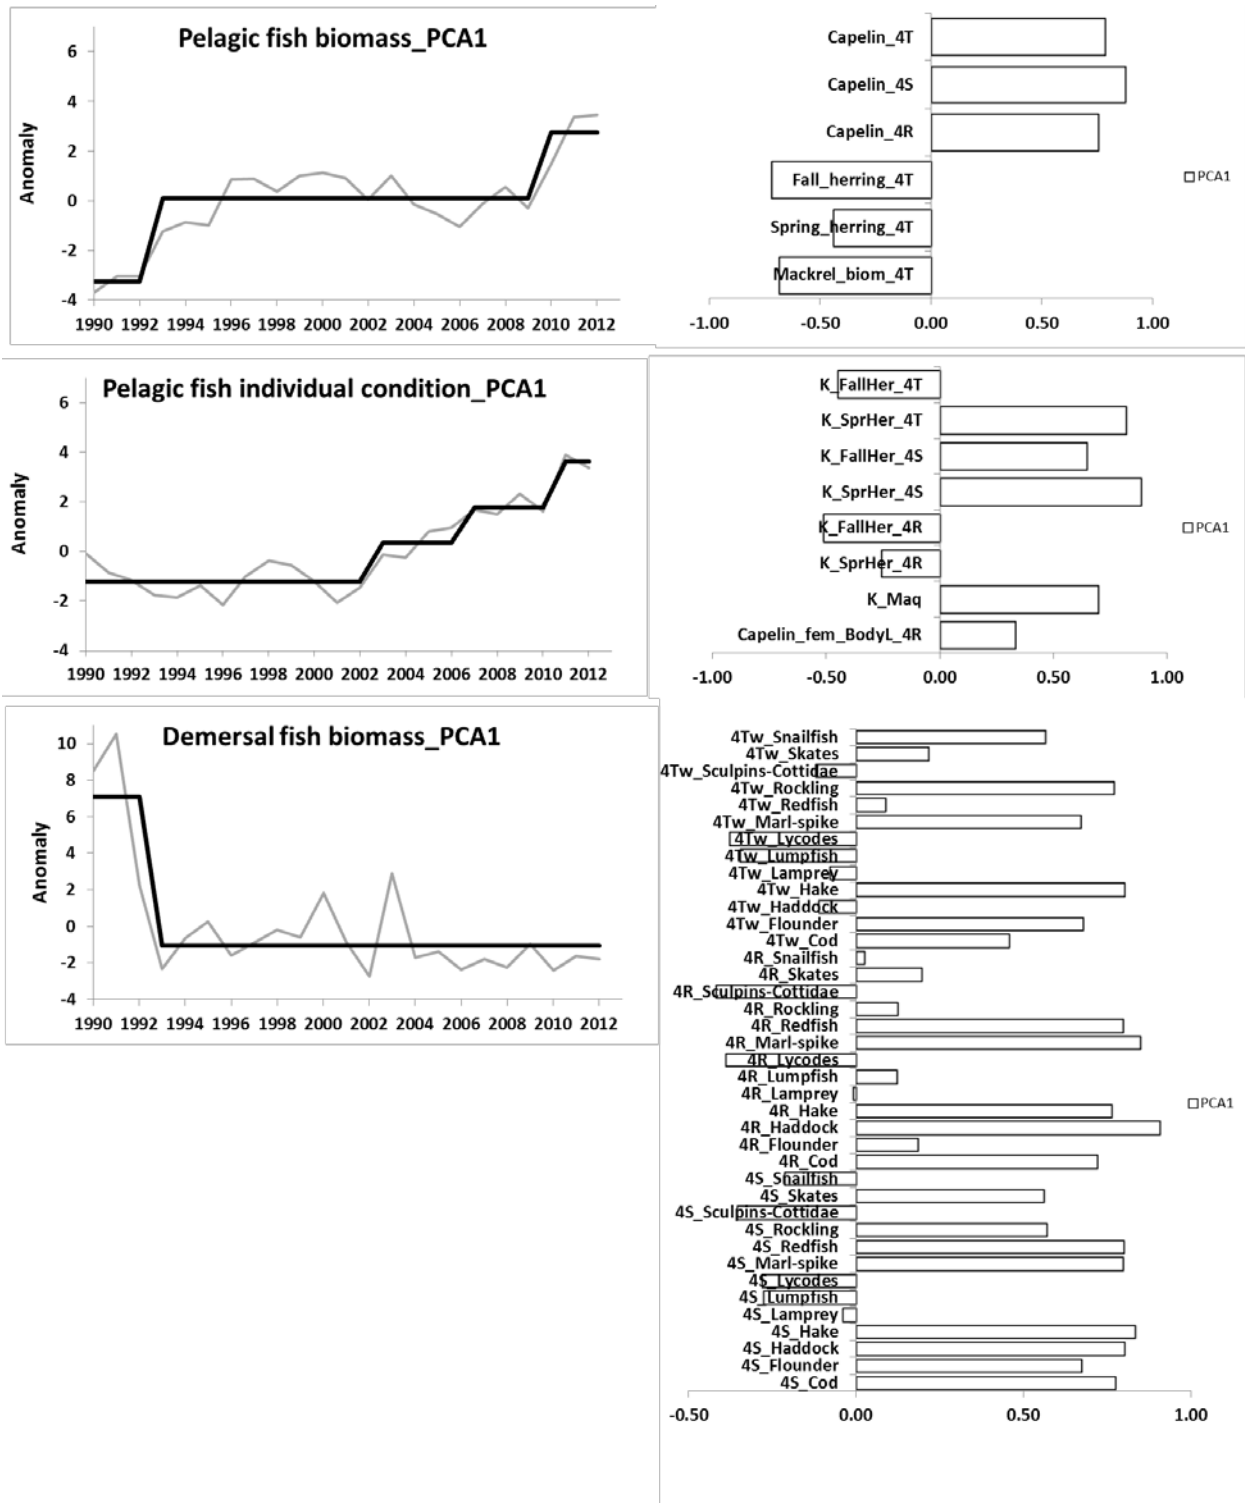 Pelagic fish biomass_PCA1
Anomaly
6
4
2
0
-2
-4
1990 1992 1994 1996 1998 2000 2002 2004 2006 2008 2010 2012
Capelin_4T
Capelin_4S
Capelin_4R
Fall_herring_4T
Spring_herring_4T
Mackrel_biom_4T
PCA1
-1.00 -0.50 0.00 0.50 1.00
Pelagic fish individual condition_PCA1
Anomaly
6
4
2
0
-2
-4
1990 1992 1994 1996 1998 2000 2002 2004 2006 2008 2010 2012
K_FallHer_4T
K_SprHer_4T
K_FallHer_4S
K_SprHer_4S
K_FallHer_4R
K_SprHer_4R
K_Maq
Capelin_fem_BodyL_4R
PCA1
-1.00 -0.50 0.00 0.50 1.00
Demersal fish biomass_PCA1
Anomaly
10
8
6
4
2
0
-2
-4
1990 1992 1994 1996 1998 2000 2002 2004 2006 2008 2010 2012
4Tw_Snailfish
4Tw_Skates
4Tw_Sculpins-Cottidae
4Tw_Rockling
4Tw_Redfish
4Tw_Marl-spike
4Tw_Lycodes
4Tw_Lumpfish
4Tw_Lamprey
4Tw_Hake
4Tw_Haddock
4Tw_Flounder
4Tw_Cod
4R_Snailfish
4R_Skates
4R_Sculpins-Cottidae
4R_Rockling
4R_Redfish
4R_Marl-spike
4R_Lycodes
4R_Lumpfish
4R_Lamprey
4R_Hake
4R_Haddock
4R_Flounder
4R_Cod
4S_Snailfish
4S_Skates
4S_Sculpins-Cottidae
4S_Rockling
4S_Redfish
4S_Marl-spike
4S_Lycodes
4S_Lumpfish
4S_Lamprey
4S_Hake
4S_Haddock
4S_Flounder
4S_Cod
PCA1
-0.50 0.00 0.50 1.00